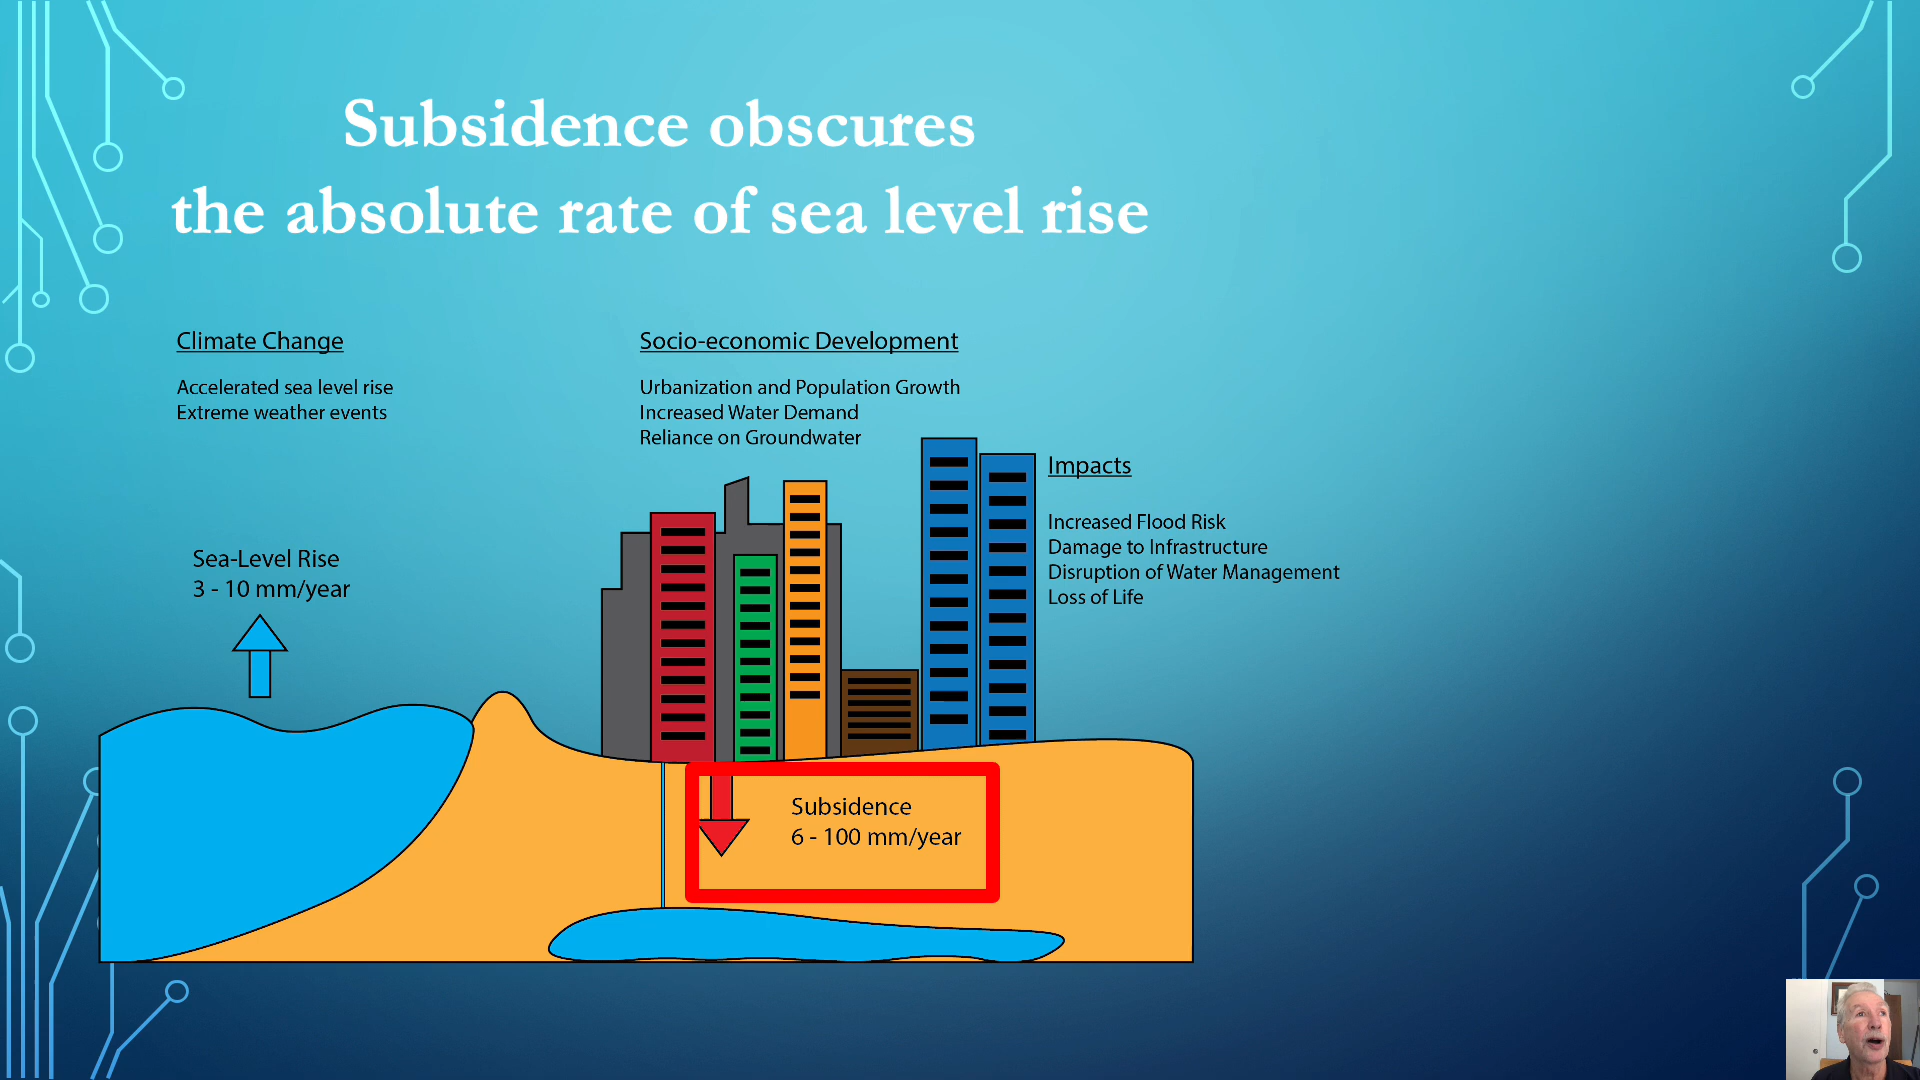 Subsidence obscures
the absolute rate of sea level rise
Climate Change
Accelerated sea level rise
Extreme weather events
Socio-economic Development
Urbanization and Population Growth
Increased Water Demand
Reliance on Groundwater
Impacts
Increased Flood Risk
Damage to Infrastructure
Disruption of Water Management
Loss of Life
Sea-Level Rise
3 - 10 mm/year
Subsidence
6 - 100 mm/year